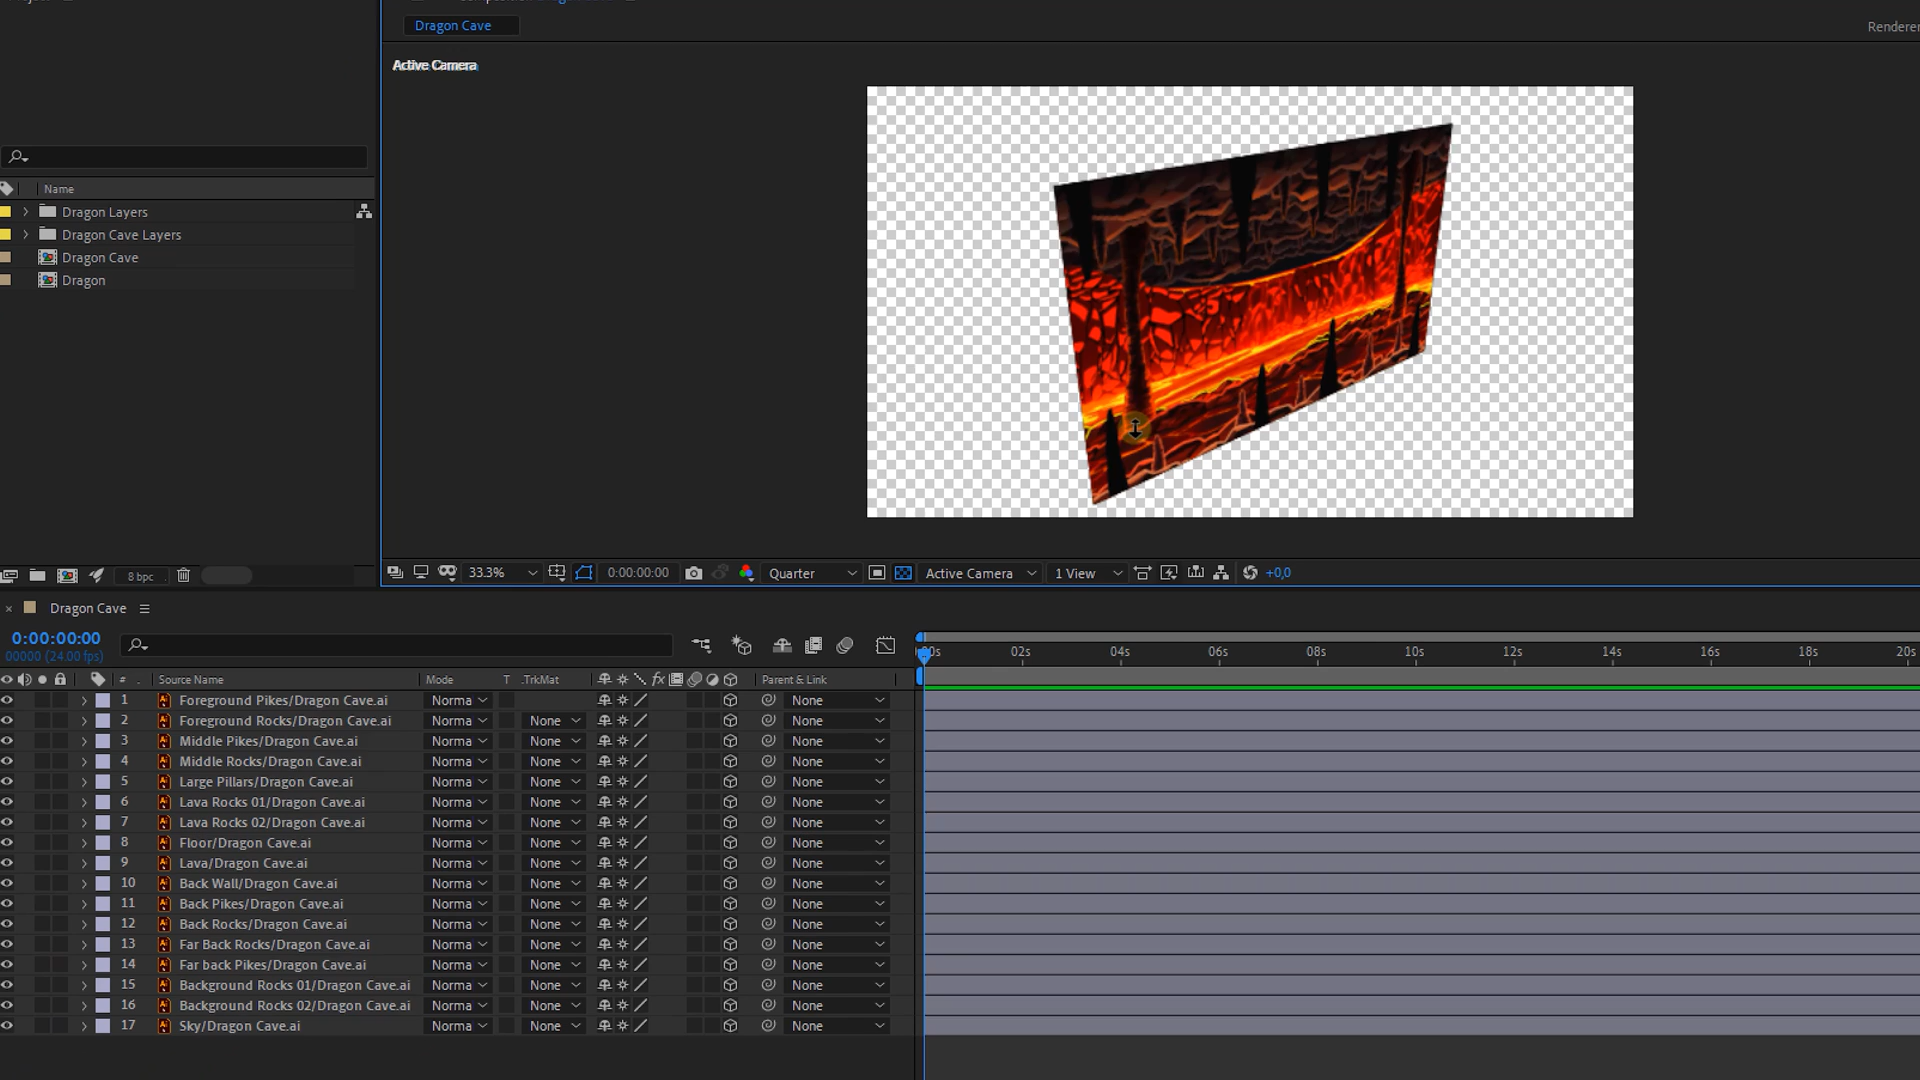 Dragon Cave
Renderer
Active Camera
Name
Dragon Layers
Dragon Cave Layers
Dragon Cave
Dragon
8 bpc
33.3%
0:00:00:00
Quarter
Active Camera
1 View
+0,0
Dragon Cave
0:00:00:00
00000 (24.00 fps)
00s 02s 04s 06s 08s 10s 12s 14s 16s 18s 20s
# Source Name Mode T .TrkMat fx Parent & Link
1 Foreground Pikes/Dragon Cave.ai Norma None
2 Foreground Rocks/Dragon Cave.ai Norma None None
3 Middle Pikes/Dragon Cave.ai Norma None None
4 Middle Rocks/Dragon Cave.ai Norma None None
5 Large Pillars/Dragon Cave.ai Norma None None
6 Lava Rocks 01/Dragon Cave.ai Norma None None
7 Lava Rocks 02/Dragon Cave.ai Norma None None
8 Floor/Dragon Cave.ai Norma None None
9 Lava/Dragon Cave.ai Norma None None
10 Back Wall/Dragon Cave.ai Norma None None
11 Back Pikes/Dragon Cave.ai Norma None None
12 Back Rocks/Dragon Cave.ai Norma None None
13 Far Back Rocks/Dragon Cave.ai Norma None None
14 Far back Pikes/Dragon Cave.ai Norma None None
15 Background Rocks 01/Dragon Cave.ai Norma None None
16 Background Rocks 02/Dragon Cave.ai Norma None None
17 Sky/Dragon Cave.ai Norma None None